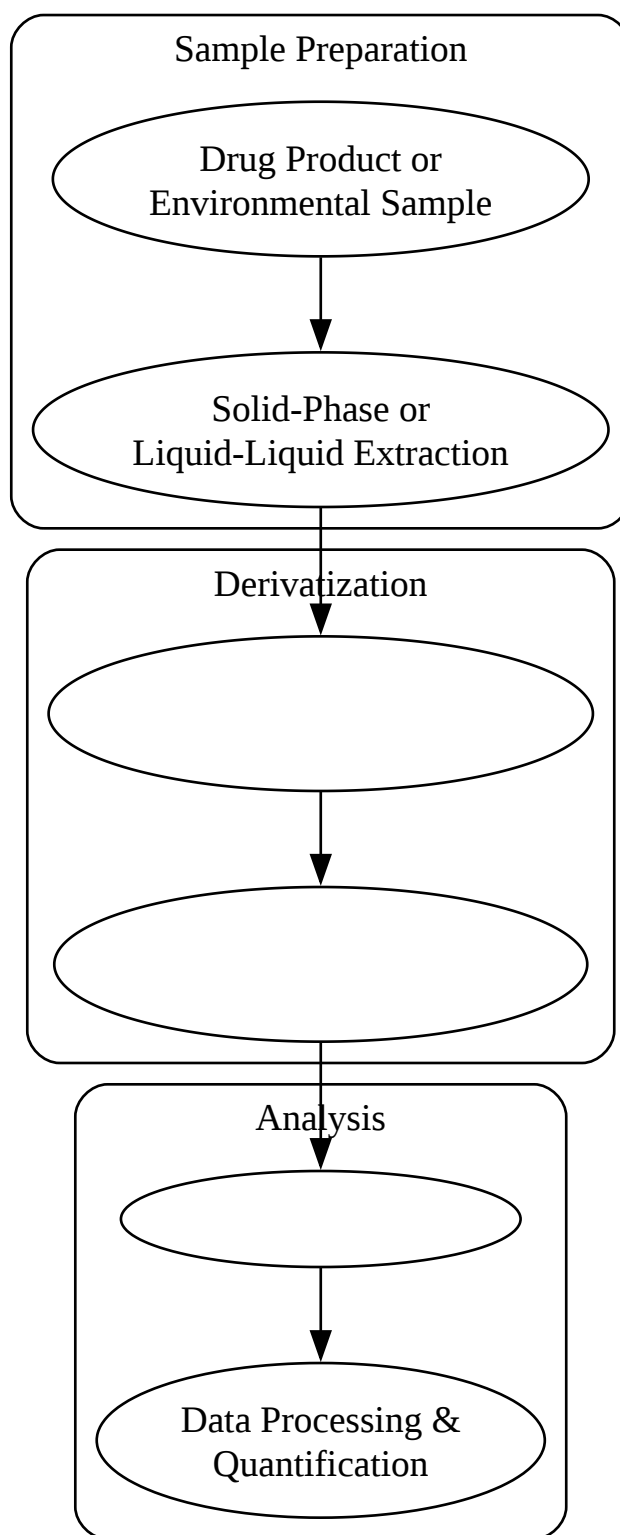 Sample Preparation
Drug Product or
Environmental Sample
Solid-Phase or
Liquid-Liquid Extraction
Derivatization
Analysis
Data Processing &
Quantification